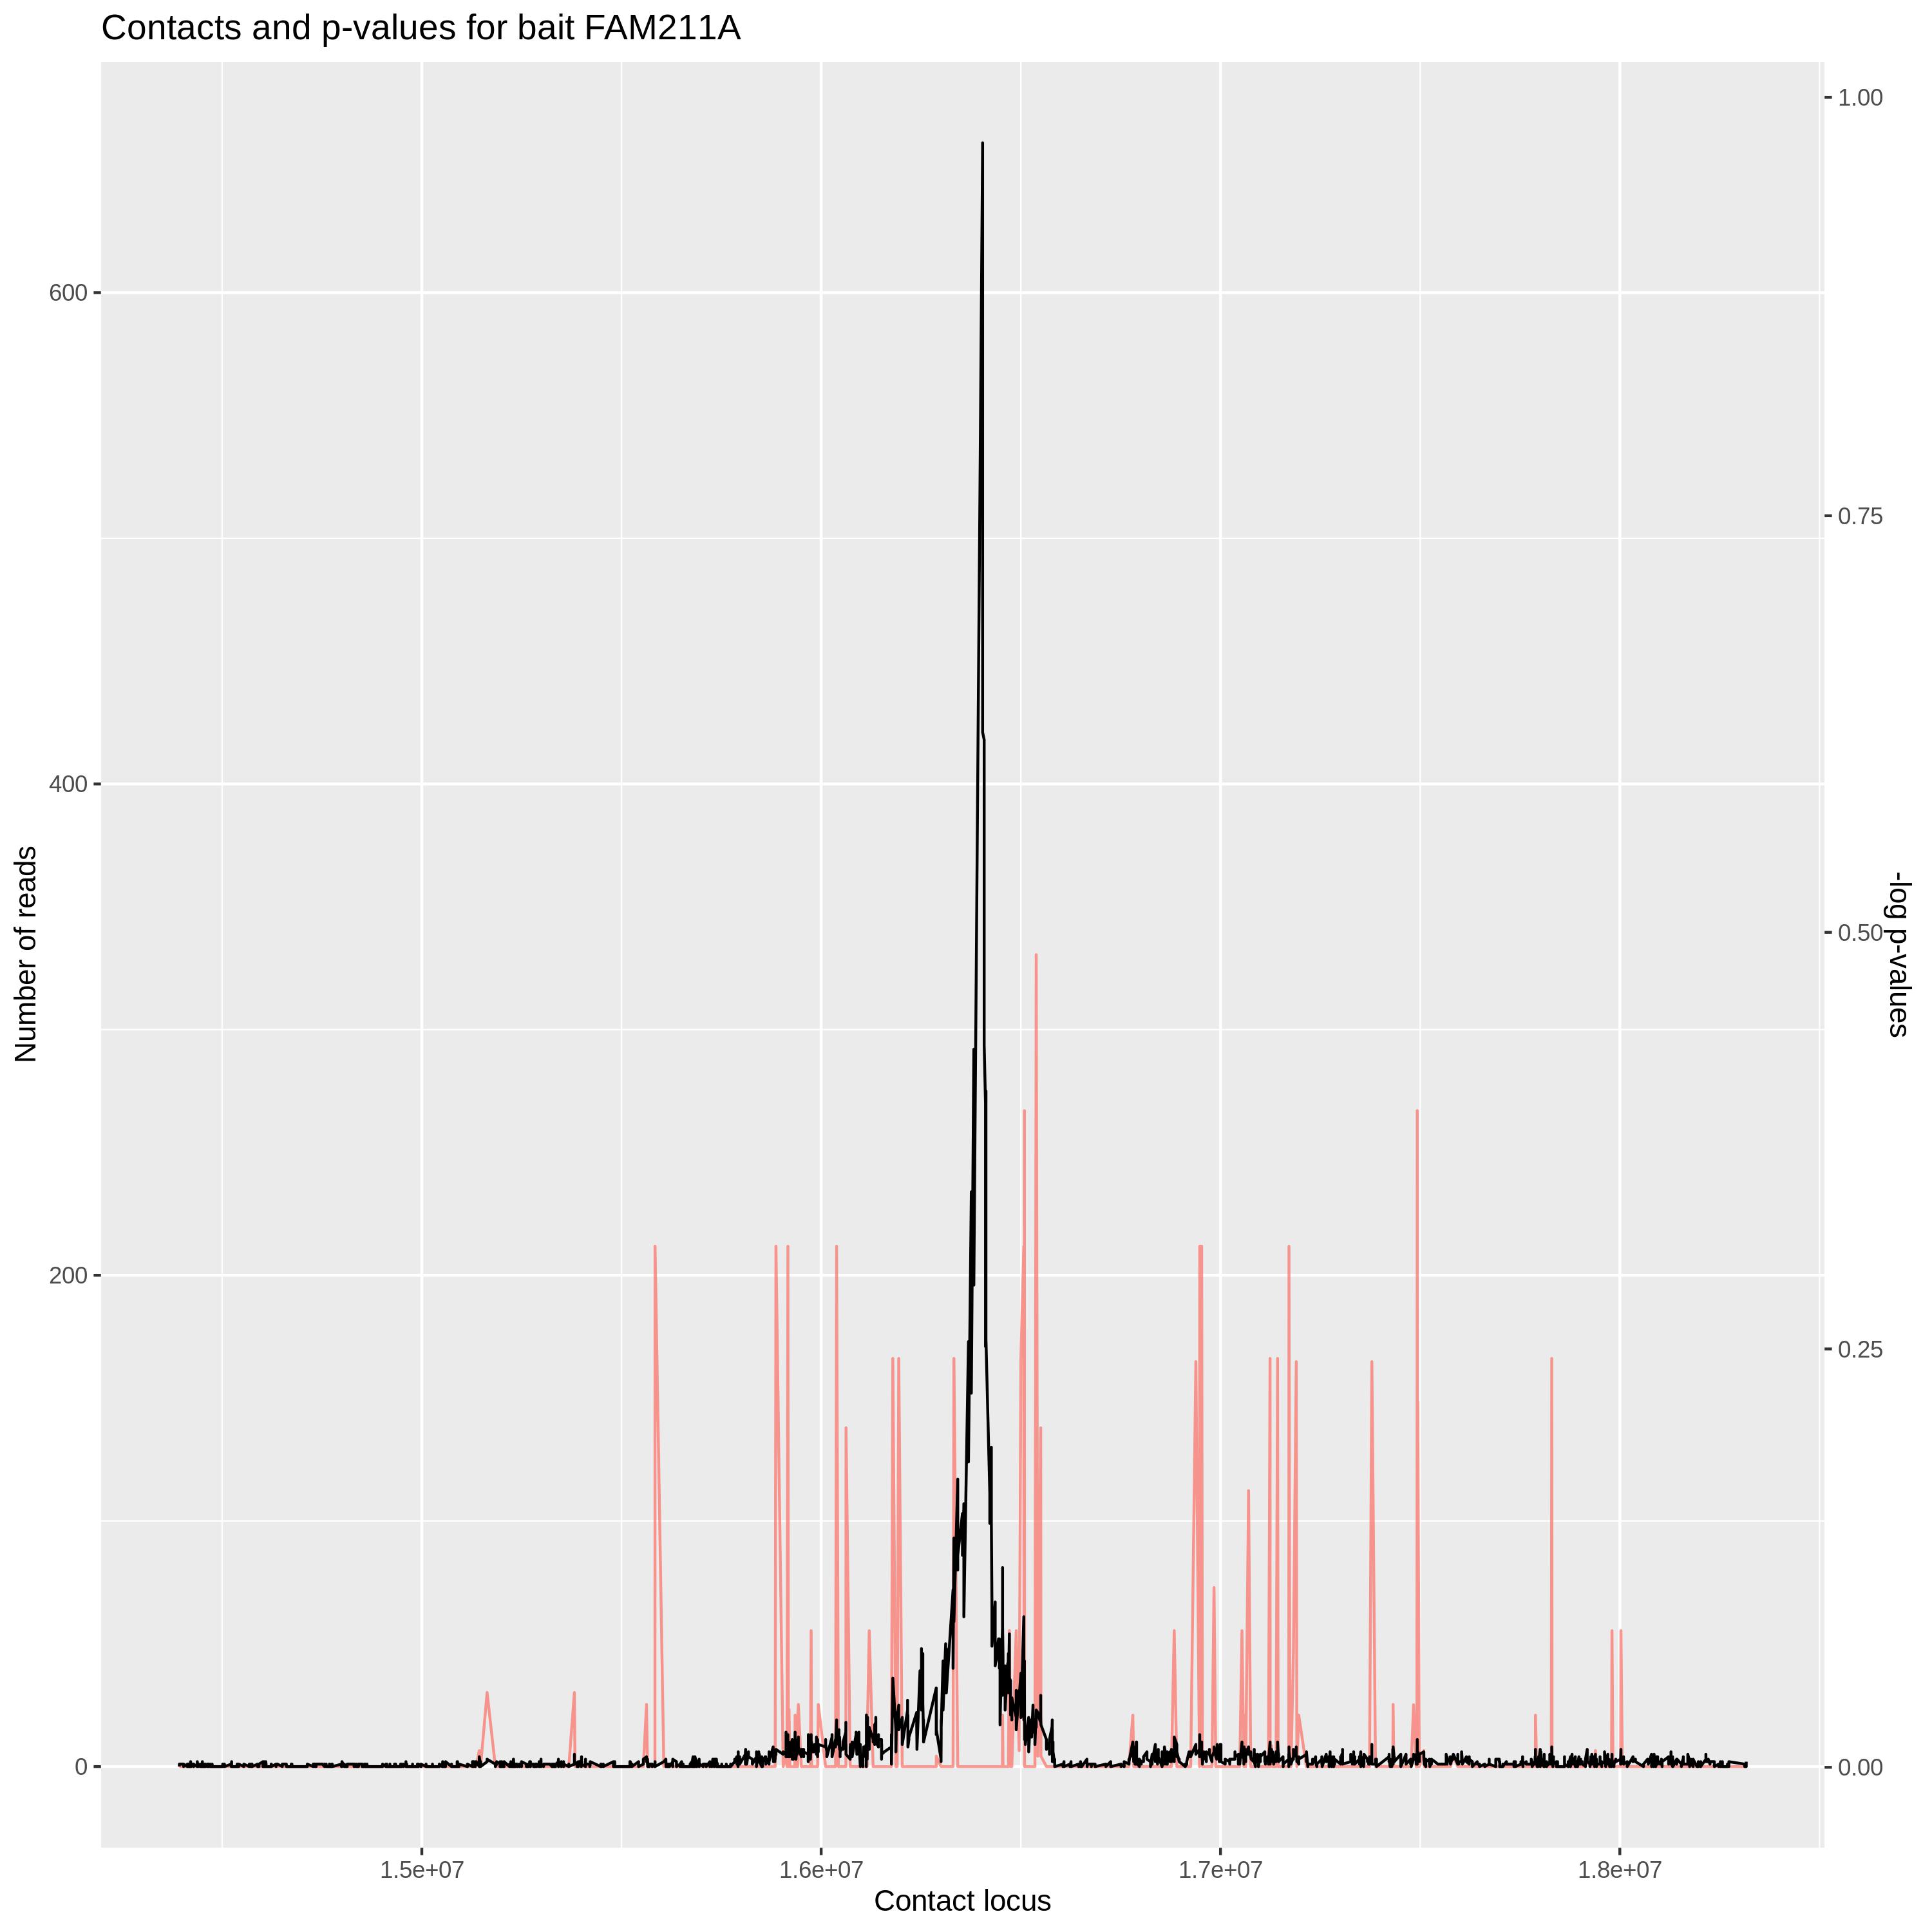 Contacts and p-values for bait FAM211A
Number of reads
600
400
200
0
1.00
0.75
0.50
0.25
0.00
-log p-values
1.5e+07
1.6e+07
1.7e+07
1.8e+07
Contact locus